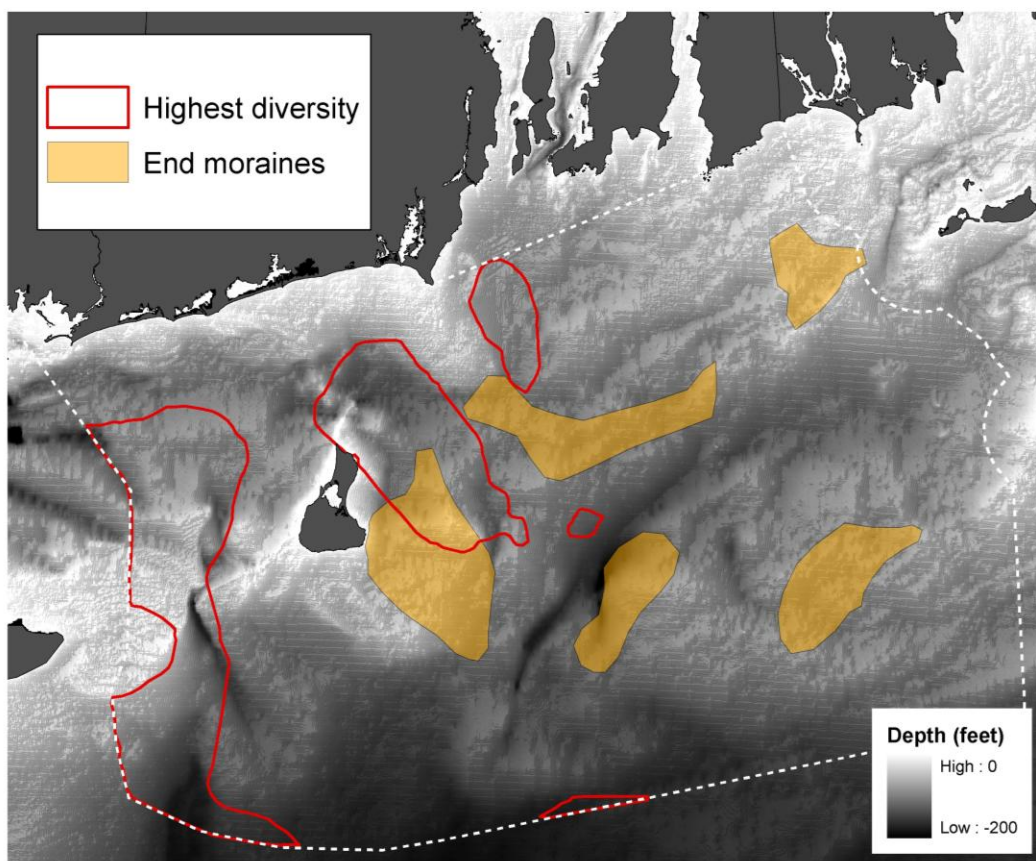 Highest diversity
End moraines
Depth (feet)
High : 0
Low : -200